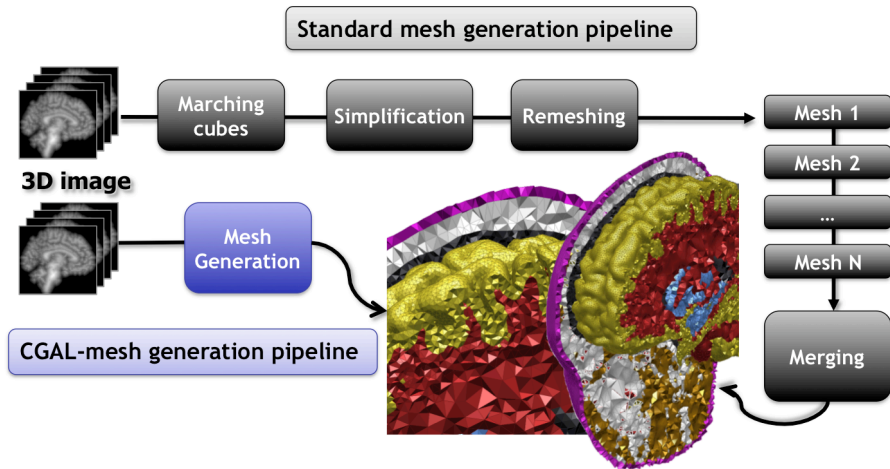 Standard mesh generation pipeline
Marching
cubes
Simplification
Remeshing
Mesh 1
Mesh 2
...
Mesh N
Merging
3D image
Mesh
Generation
CGAL-mesh generation pipeline